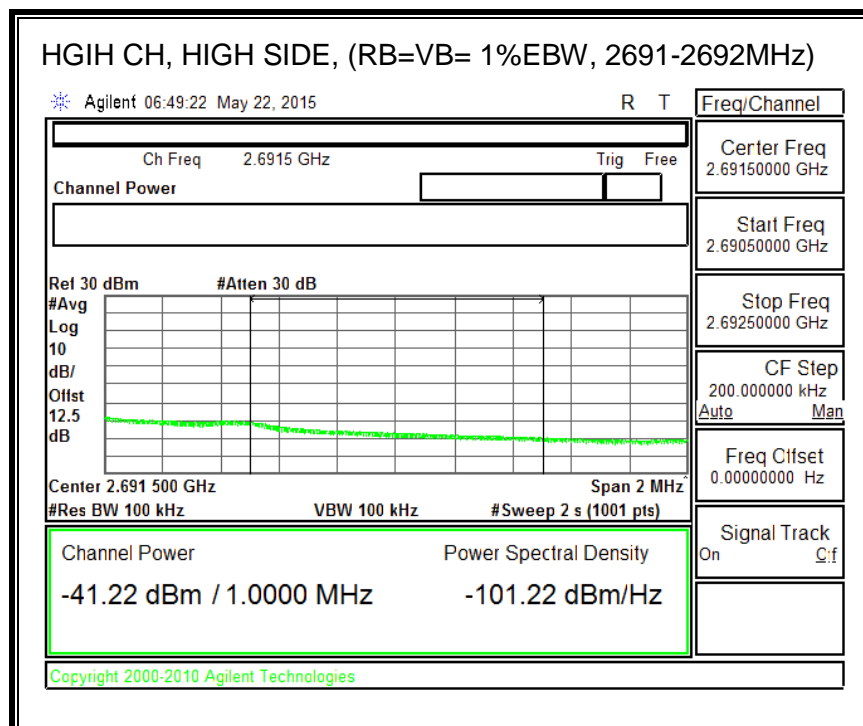 HGIH CH, HIGH SIDE, (RB=VB= 1%EBW, 2691-2692MHz)
Agilent 06:49:22 May 22, 2015 R T
Freq/Channel
Ch Freq 2.6915 GHz Trig Free
Channel Power
Center Freq
2.69150000 GHz
Start Freq
2.69050000 GHz
Stop Freq
2.69250000 GHz
CF Step
200.000000 kHz
Auto Man
Freq Offset
0.00000000 Hz
Signal Track
On Off
Ref 30 dBm #Atten 30 dB
#Avg
Log
10
dB/
Offst
12.5
dB
Center 2.691 500 GHz Span 2 MHz
#Res BW 100 kHz VBW 100 kHz #Sweep 2 s (1001 pts)
Channel Power Power Spectral Density
-41.22 dBm / 1.0000 MHz -101.22 dBm/Hz
Copyright 2000-2010 Agilent Technologies